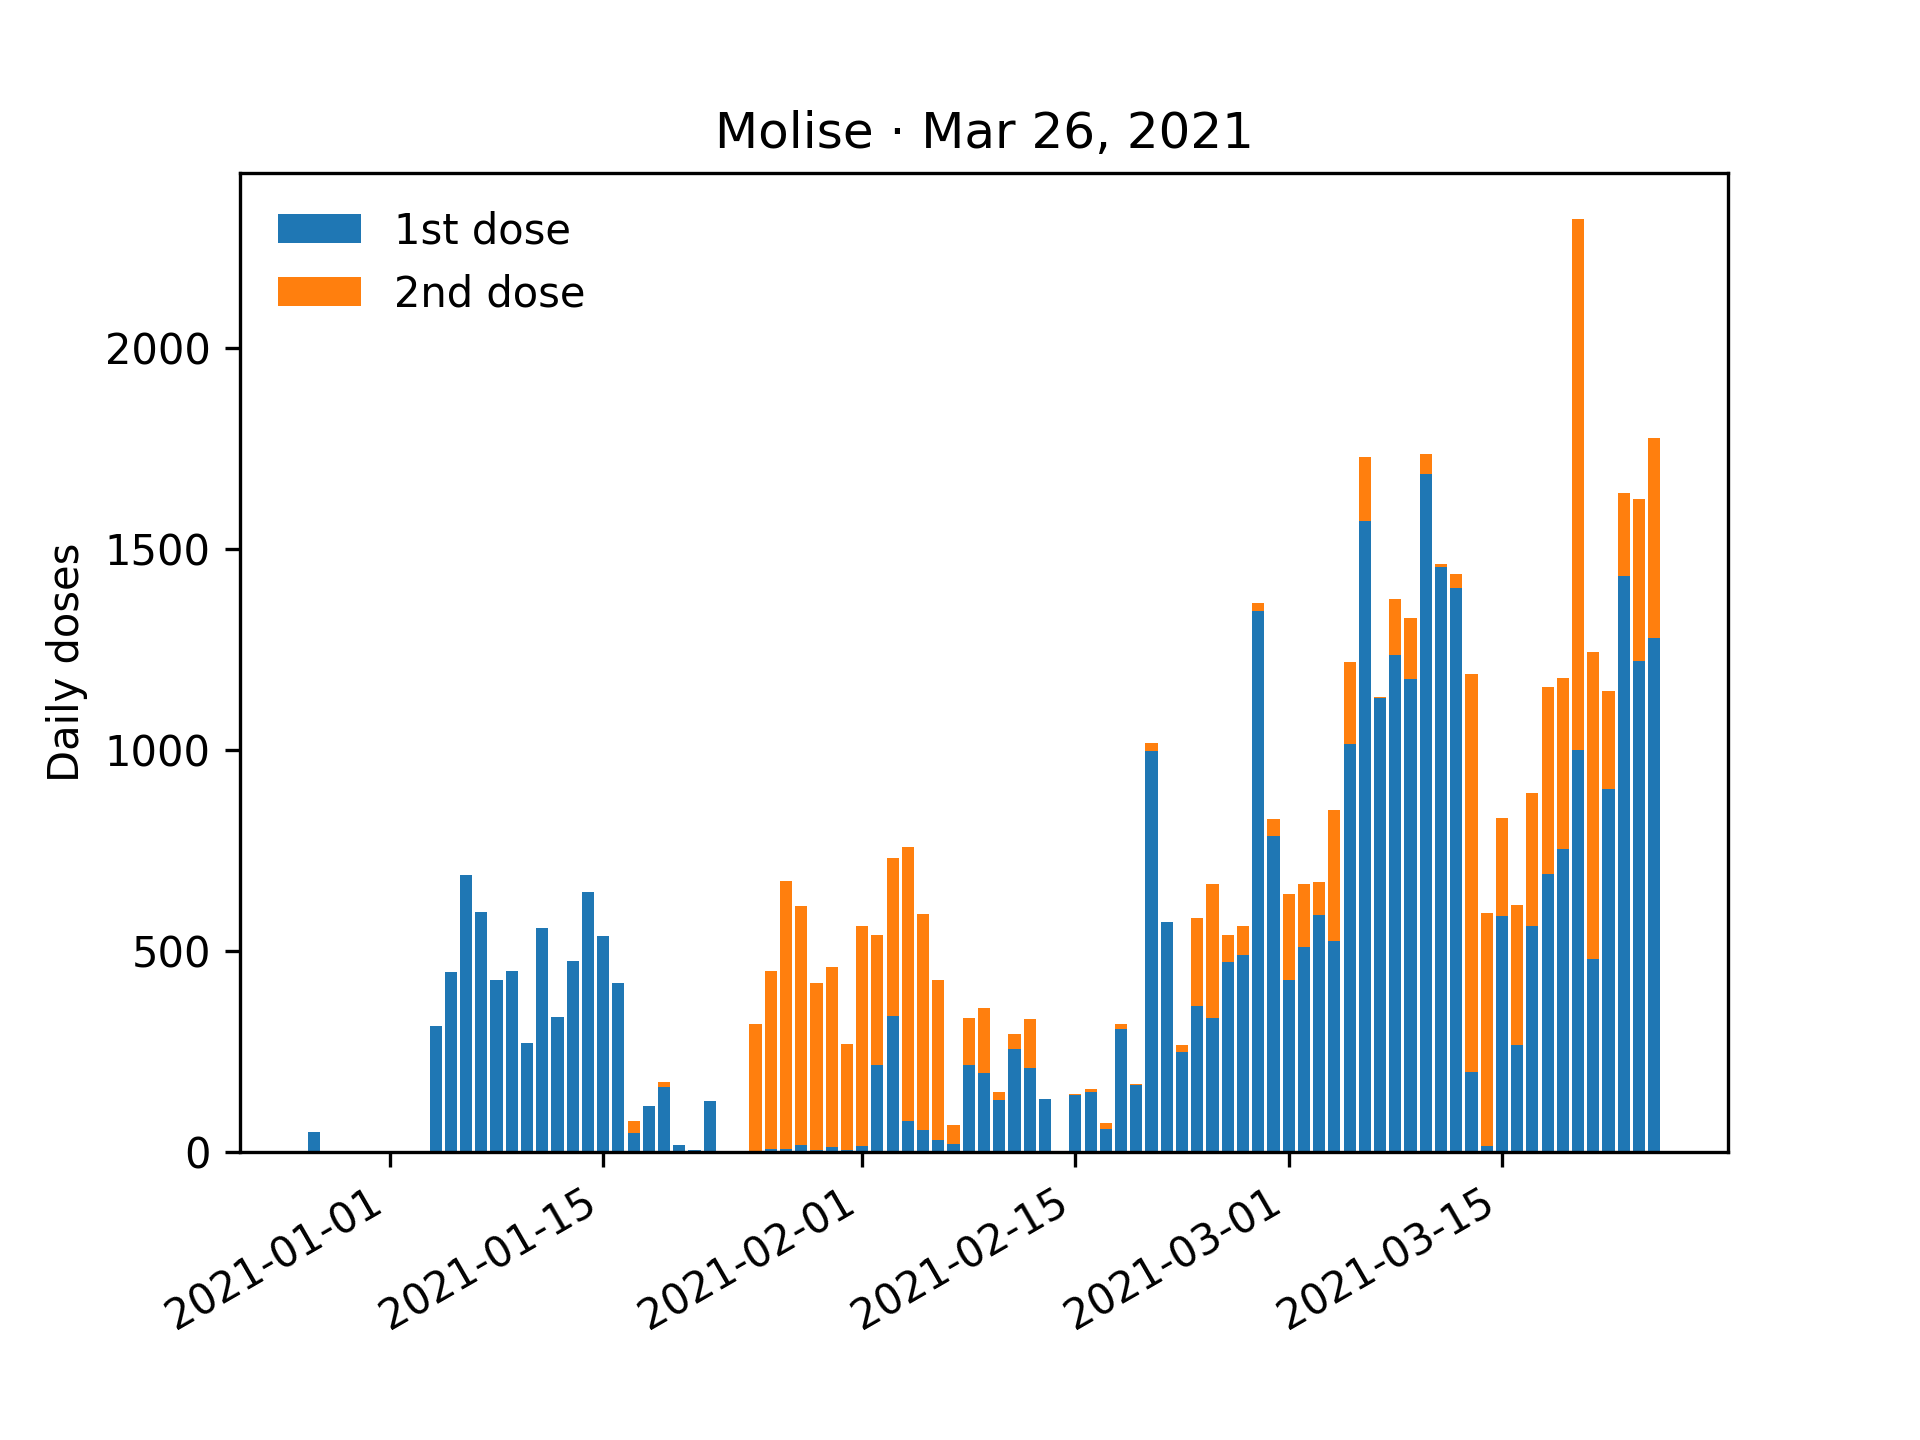 Molise · Mar 26, 2021
1st dose
2nd dose
Daily doses
2000
1500
1000
500
0
2021-01-01
2021-01-15
2021-02-01
2021-02-15
2021-03-01
2021-03-15